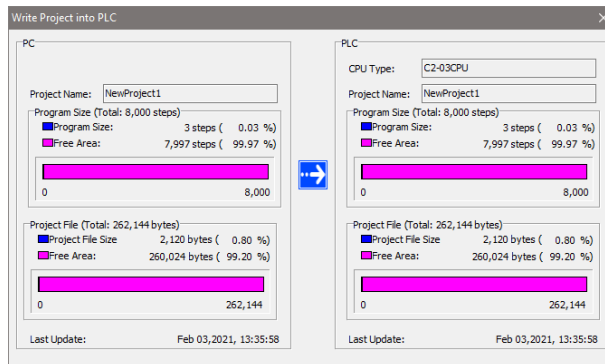 Write Project into PLC
PC
Project Name: NewProject1
Program Size (Total: 8,000 steps)
Program Size: 3 steps ( 0.03 %)
Free Area: 7,997 steps ( 99.97 %)
0 8,000
Project File (Total: 262,144 bytes)
Project File Size 2,120 bytes ( 0.80 %)
Free Area: 260,024 bytes ( 99.20 %)
0 262,144
Last Update: Feb 03,2021, 13:35:58
PLC
CPU Type: C2-03CPU
Project Name: NewProject1
Program Size (Total: 8,000 steps)
Program Size: 3 steps ( 0.03 %)
Free Area: 7,997 steps ( 99.97 %)
0 8,000
Project File (Total: 262,144 bytes)
Project File Size 2,120 bytes ( 0.80 %)
Free Area: 260,024 bytes ( 99.20 %)
0 262,144
Last Update: Feb 03,2021, 13:35:58